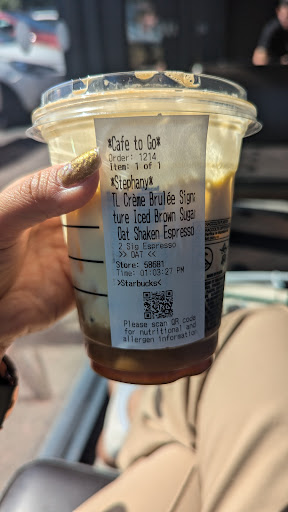 *Cafe to Go*
Order: 1214
Item: 1 of 1
*Stephany*
TL Crème Brulée Signa
ture Iced Brown Sugar
Oat Shaken Espresso
2 Sig Espresso
>> OAT <<
Store: 58681
Time: 01:03:27 PM
>Starbucks<
Please scan QR code
for nutritional and
allergen information